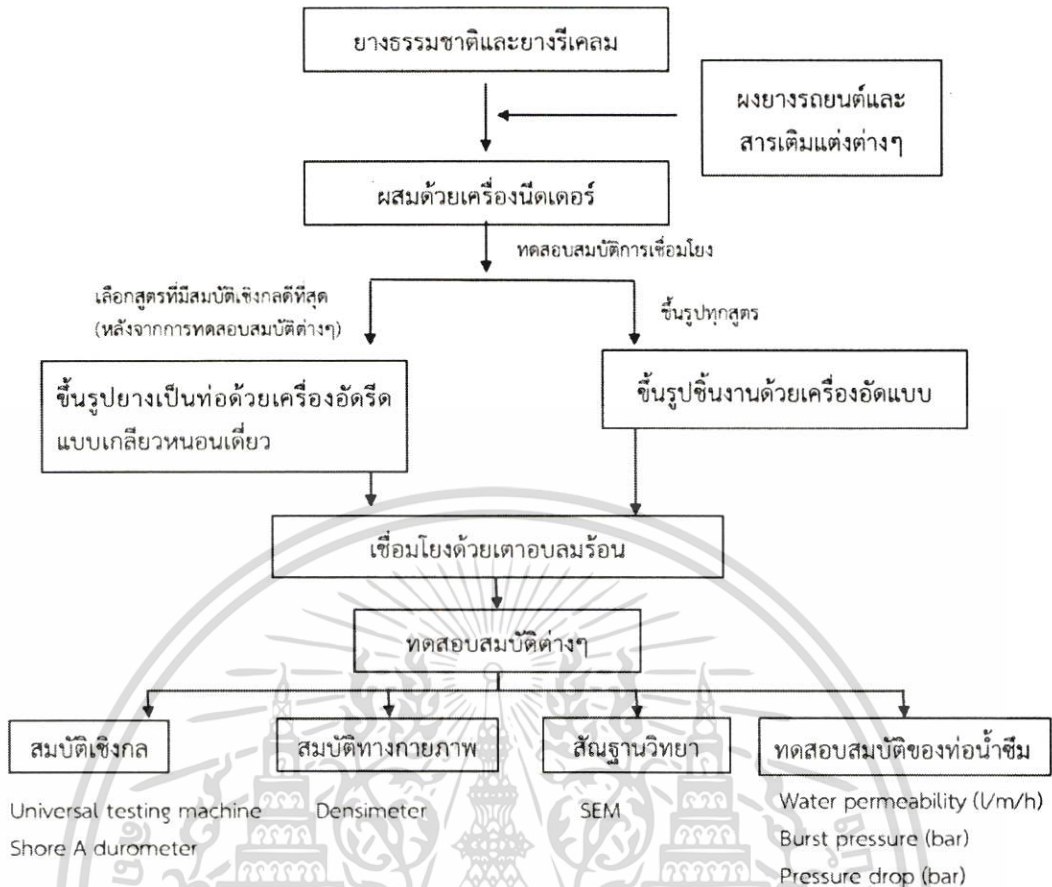 ยางธรรมชาติและยางรีเคลม
ผงยางรถยนต์และ
สารเติมแต่งต่างๆ
ผสมด้วยเครื่องนีดเดอร์
ทดสอบสมบัติการเชื่อมโยง
เลือกสูตรที่มีสมบัติเชิงกลดีที่สุด
(หลังจากการทดสอบสมบัติต่างๆ)
ขึ้นรูปทุกสูตร
ขึ้นรูปยางเป็นท่อด้วยเครื่องอัดรีด
แบบเกลียวหนอนเดี่ยว
ขึ้นรูปชิ้นงานด้วยเครื่องอัดแบบ
เชื่อมโยงด้วยเตาอบลมร้อน
ทดสอบสมบัติต่างๆ
สมบัติเชิงกล
สมบัติทางกายภาพ
สัณฐานวิทยา
ทดสอบสมบัติของท่อน้ำซึม
Universal testing machine
Shore A durometer
Densimeter
SEM
Water permeability (l/m/h)
Burst pressure (bar)
Pressure drop (bar)